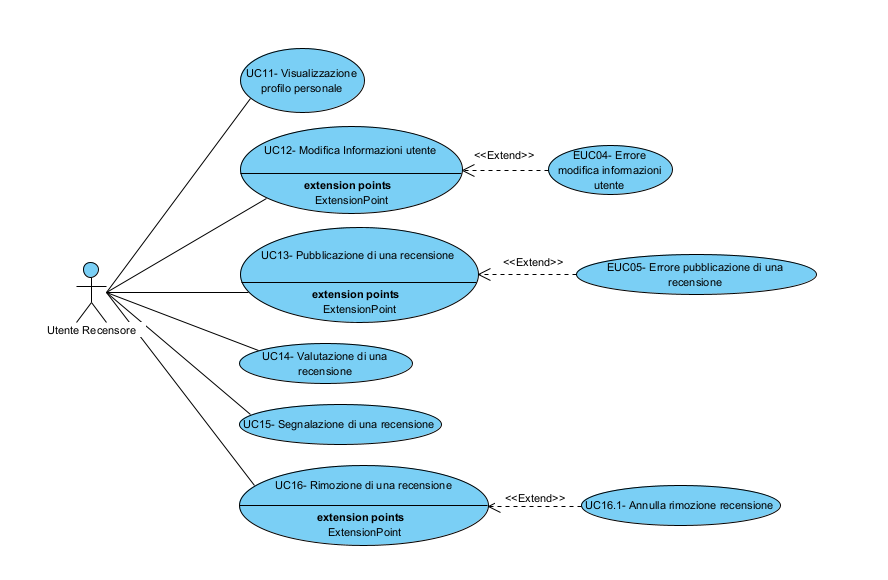 UC11- Visualizzazione
profilo personale
UC12- Modifica Informazioni utente
extension points
ExtensionPoint
<<Extend>>
EUC04- Errore
modifica informazioni
utente
UC13- Pubblicazione di una recensione
extension points
ExtensionPoint
<<Extend>>
EUC05- Errore pubblicazione di una
recensione
Utente Recensore
UC14- Valutazione di una
recensione
UC15- Segnalazione di una recensione
UC16- Rimozione di una recensione
extension points
ExtensionPoint
<<Extend>>
UC16.1- Annulla rimozione recensione